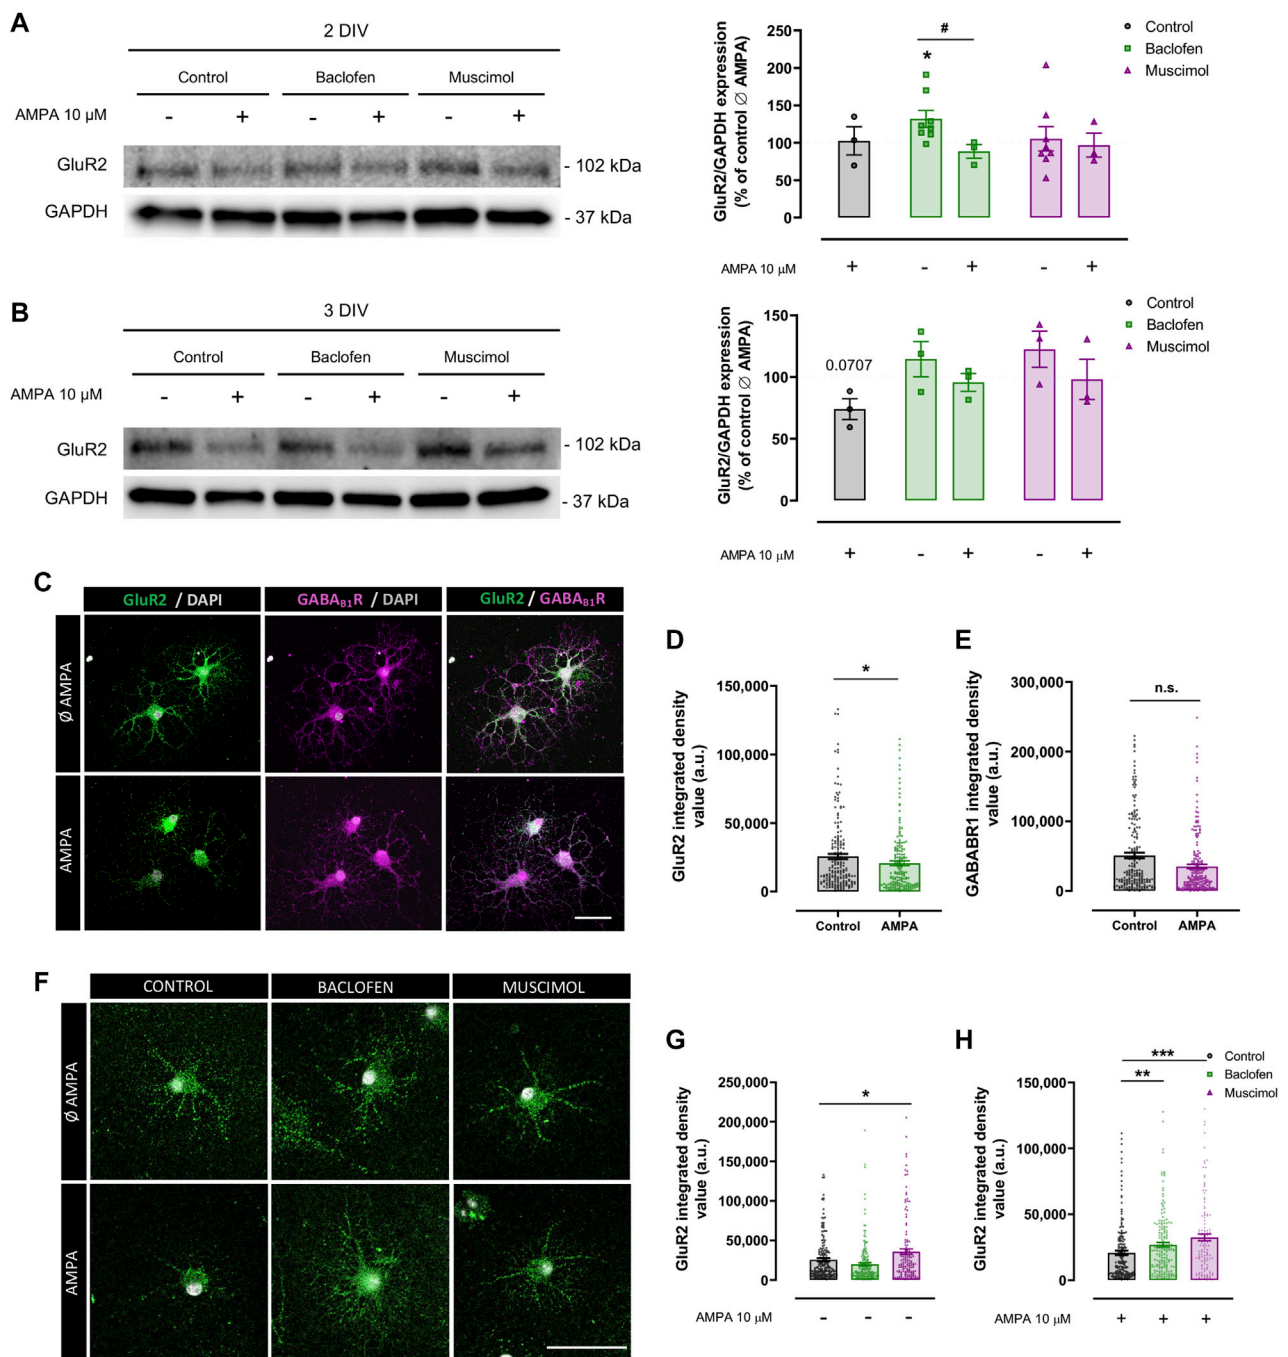 A
2 DIV
Control Baclofen Muscimol
AMPA 10 µM - + - + - +
GluR2 - 102 kDa
GAPDH - 37 kDa
GluR2/GAPDH expression
(% of control Ø AMPA)
250
200
150
100
50
0
#
*
Control
Baclofen
Muscimol
AMPA 10 µM + - + - +
B
3 DIV
Control Baclofen Muscimol
AMPA 10 µM - + - + - +
GluR2 - 102 kDa
GAPDH - 37 kDa
GluR2/GAPDH expression
(% of control Ø AMPA)
150
100
50
0
0.0707
Control
Baclofen
Muscimol
AMPA 10 µM + - + - +
C
GluR2 / DAPI GABAB1R / DAPI GluR2 / GABAB1R
Ø AMPA
AMPA
D
GluR2 integrated density
value (a.u.)
150,000
100,000
50,000
0
*
Control AMPA
E
GABABR1 integrated density
value (a.u.)
300,000
200,000
100,000
0
n.s.
Control AMPA
F
CONTROL BACLOFEN MUSCIMOL
Ø AMPA
AMPA
G
GluR2 integrated density
value (a.u.)
250,000
200,000
150,000
100,000
50,000
0
*
AMPA 10 µM - - -
H
GluR2 integrated density
value (a.u.)
150,000
100,000
50,000
0
***
**
Control
Baclofen
Muscimol
AMPA 10 µM + + +